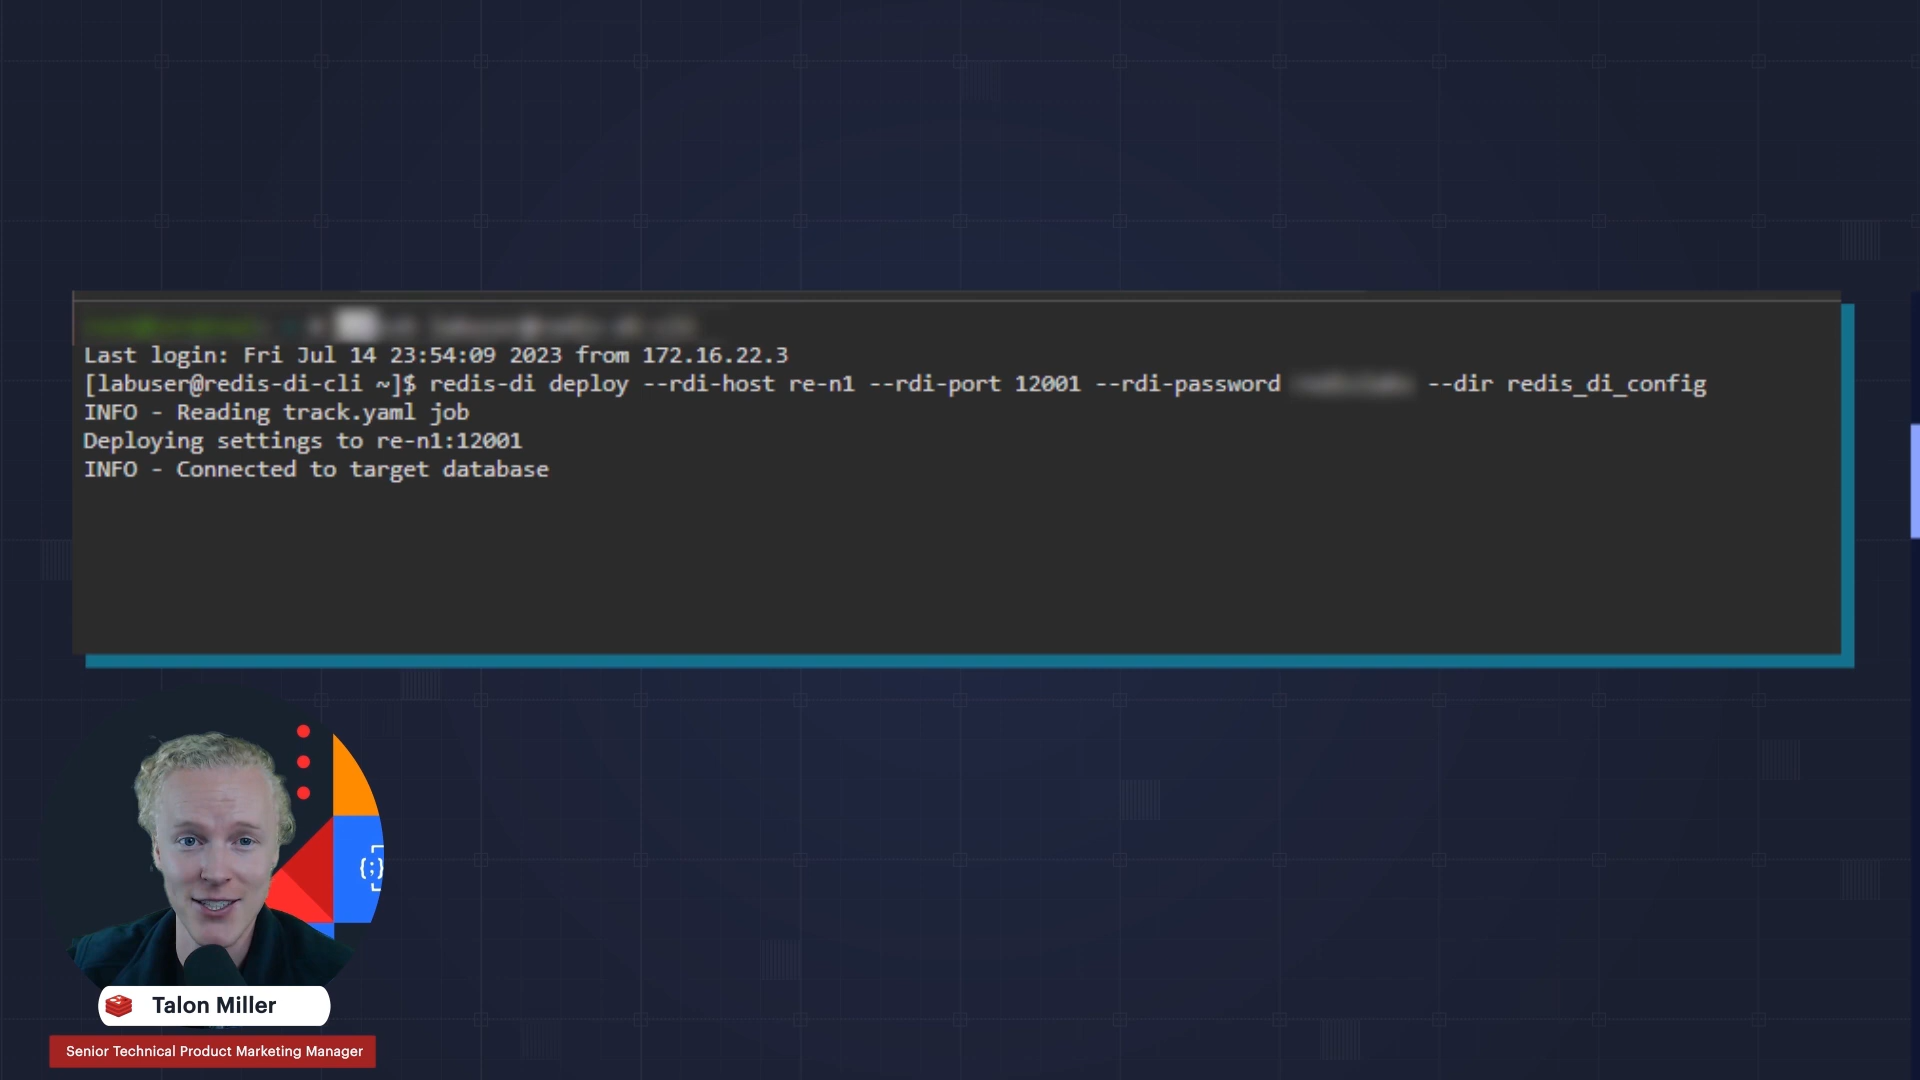 Last login: Fri Jul 14 23:54:09 2023 from 172.16.22.3
[labuser@redis-di-cli ~]$ redis-di deploy --rdi-host re-n1 --rdi-port 12001 --rdi-password --dir redis_di_config
INFO - Reading track.yaml job
Deploying settings to re-n1:12001
INFO - Connected to target database
{;}
Talon Miller
Senior Technical Product Marketing Manager